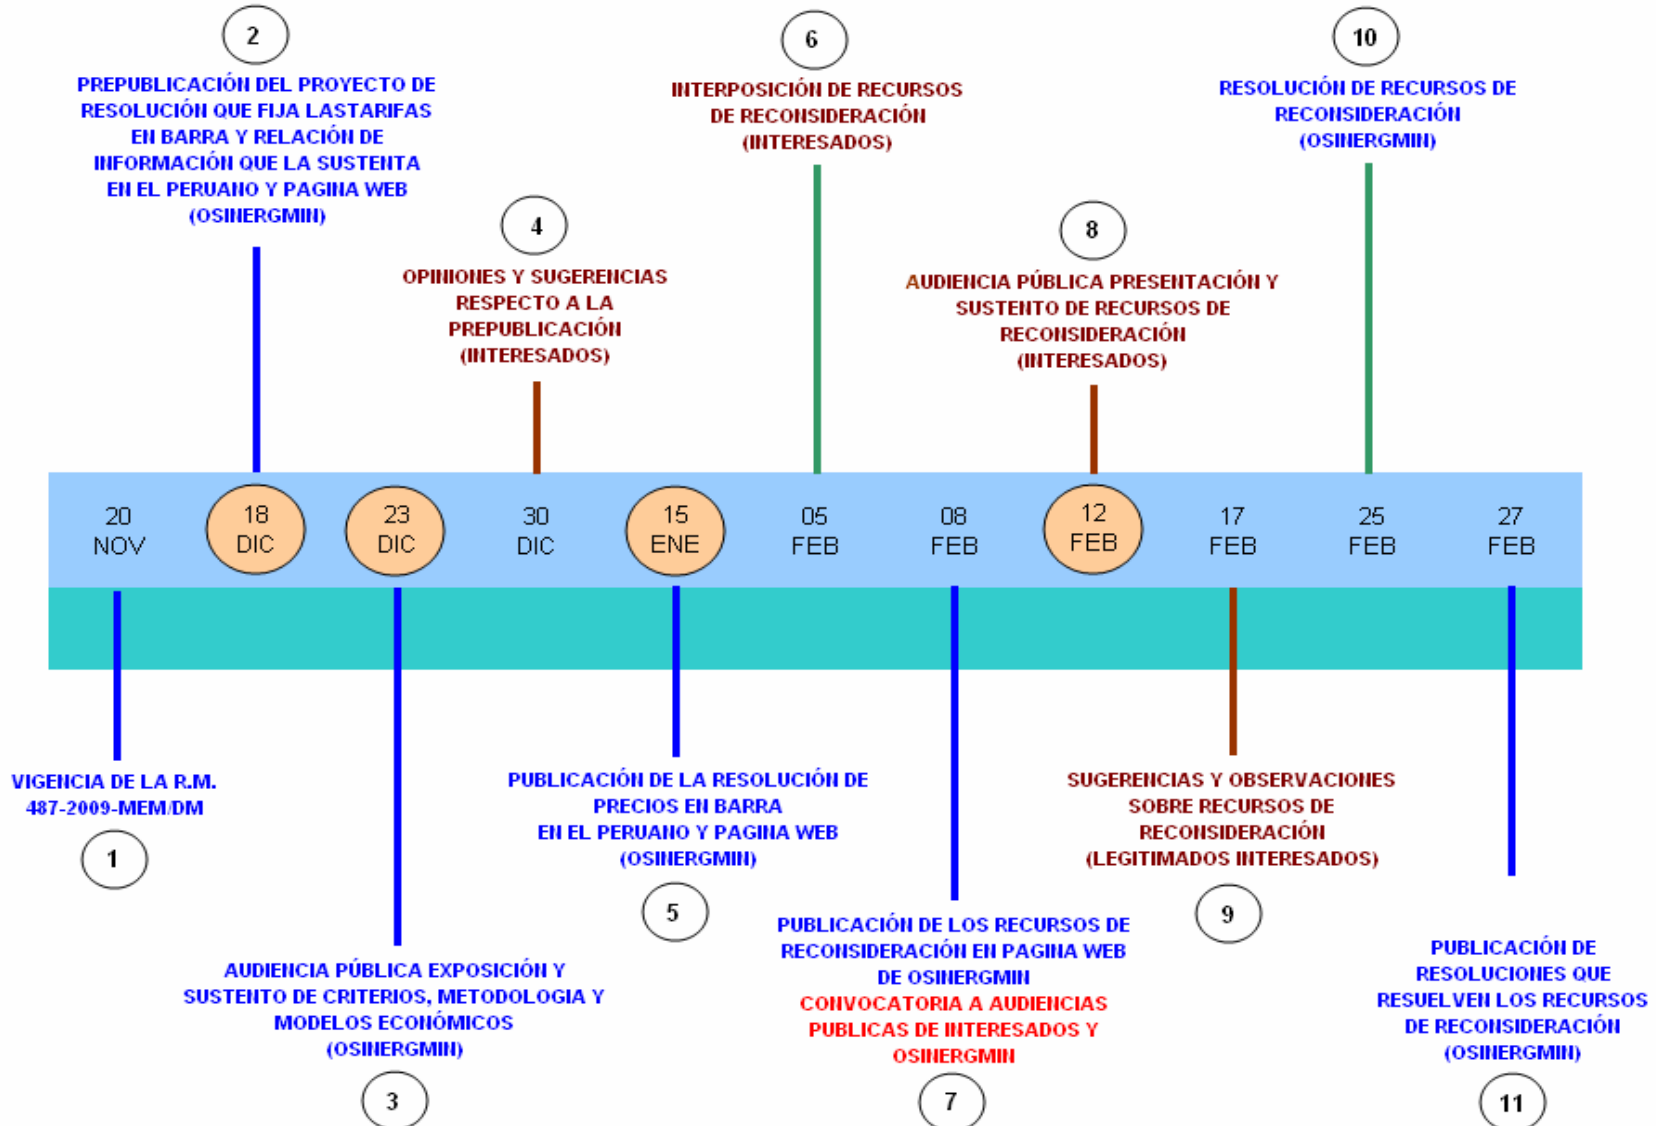 2
PREPUBLICACIÓN DEL PROYECTO DE
RESOLUCIÓN QUE FIJA LASTARIFAS
EN BARRA Y RELACIÓN DE
INFORMACIÓN QUE LA SUSTENTA
EN EL PERUANO Y PAGINA WEB
(OSINERGMIN)
4
OPINIONES Y SUGERENCIAS
RESPECTO A LA
PREPUBLICACIÓN
(INTERESADOS)
6
INTERPOSICIÓN DE RECURSOS
DE RECONSIDERACIÓN
(INTERESADOS)
8
AUDIENCIA PÚBLICA PRESENTACIÓN Y
SUSTENTO DE RECURSOS DE
RECONSIDERACIÓN
(INTERESADOS)
10
RESOLUCIÓN DE RECURSOS DE
RECONSIDERACIÓN
(OSINERGMIN)
20
NOV
18
DIC
23
DIC
30
DIC
15
ENE
05
FEB
08
FEB
12
FEB
17
FEB
25
FEB
27
FEB
VIGENCIA DE LA R.M.
487-2009-MEM/DM
1
AUDIENCIA PÚBLICA EXPOSICIÓN Y
SUSTENTO DE CRITERIOS, METODOLOGIA Y
MODELOS ECONÓMICOS
(OSINERGMIN)
3
PUBLICACIÓN DE LA RESOLUCIÓN DE
PRECIOS EN BARRA
EN EL PERUANO Y PAGINA WEB
(OSINERGMIN)
5
PUBLICACIÓN DE LOS RECURSOS DE
RECONSIDERACIÓN EN PAGINA WEB
DE OSINERGMIN
CONVOCATORIA A AUDIENCIAS
PUBLICAS DE INTERESADOS Y
OSINERGMIN
7
SUGERENCIAS Y OBSERVACIONES
SOBRE RECURSOS DE
RECONSIDERACIÓN
(LEGITIMADOS INTERESADOS)
9
PUBLICACIÓN DE
RESOLUCIONES QUE
RESUELVEN LOS RECURSOS
DE RECONSIDERACIÓN
(OSINERGMIN)
11